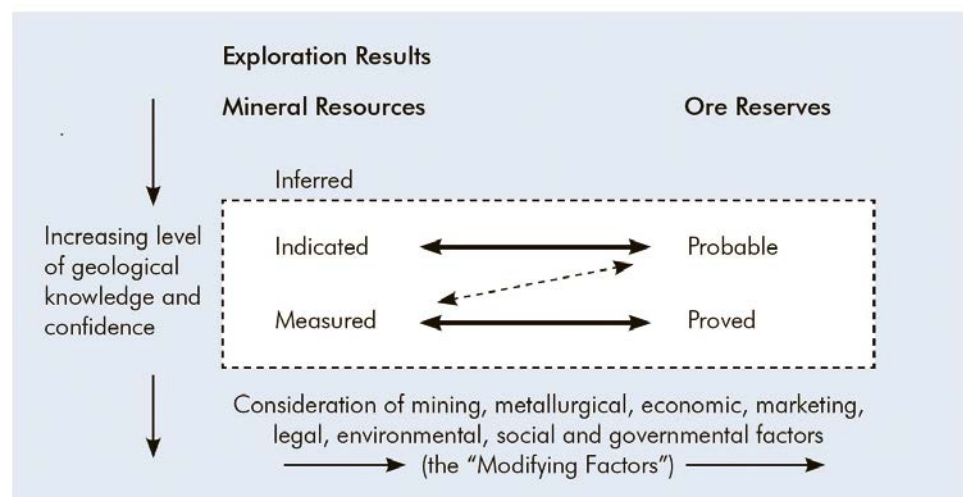 Exploration Results
Mineral Resources
Ore Reserves
Inferred
Increasing level
of geological
knowledge and
confidence
Indicated
Probable
Measured
Proved
Consideration of mining, metallurgical, economic, marketing,
legal, environmental, social and governmental factors
(the “Modifying Factors”)